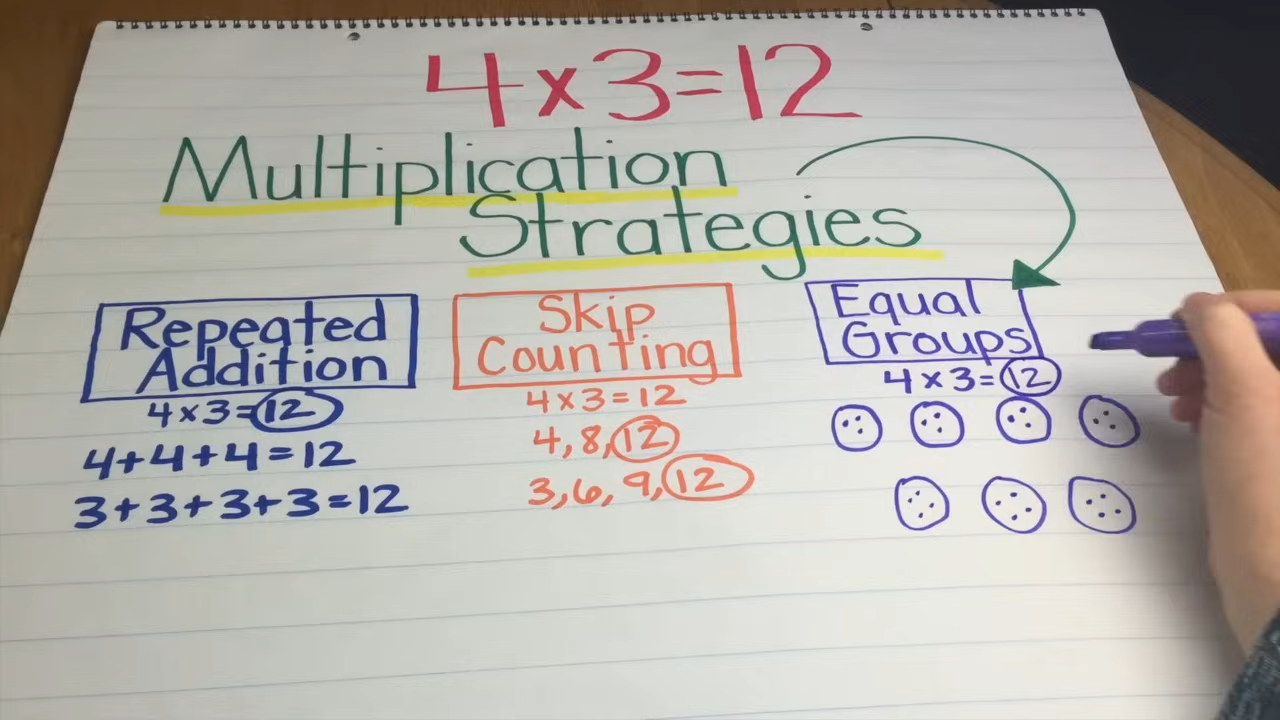 4x3=12
Multiplication
Strategies
Repeated
Addition
4x3=12
4+4+4=12
3+3+3+3=12
Skip
Counting
4x3=12
4,8,12
3,6,9,12
Equal
Groups
4x3=12